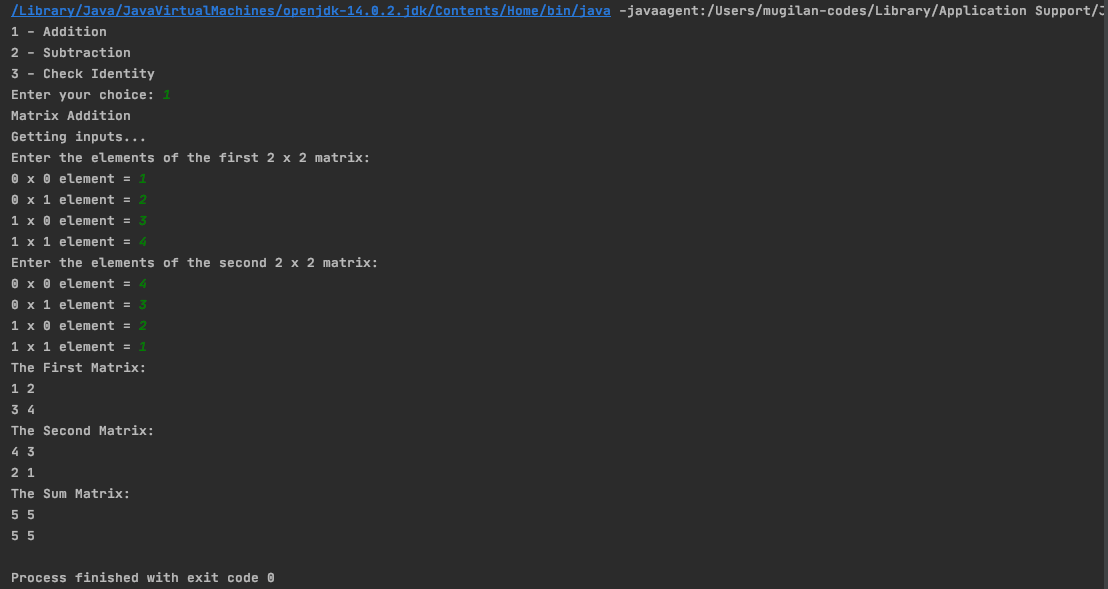 /Library/Java/JavaVirtualMachines/openjdk-14.0.2.jdk/Contents/Home/bin/java -javaagent:/Users/mugilan-codes/Library/Application Support/J
1 - Addition
2 - Subtraction
3 - Check Identity
Enter your choice: 1
Matrix Addition
Getting inputs...
Enter the elements of the first 2 x 2 matrix:
0 x 0 element = 1
0 x 1 element = 2
1 x 0 element = 3
1 x 1 element = 4
Enter the elements of the second 2 x 2 matrix:
0 x 0 element = 4
0 x 1 element = 3
1 x 0 element = 2
1 x 1 element = 1
The First Matrix:
1 2
3 4
The Second Matrix:
4 3
2 1
The Sum Matrix:
5 5
5 5
Process finished with exit code 0